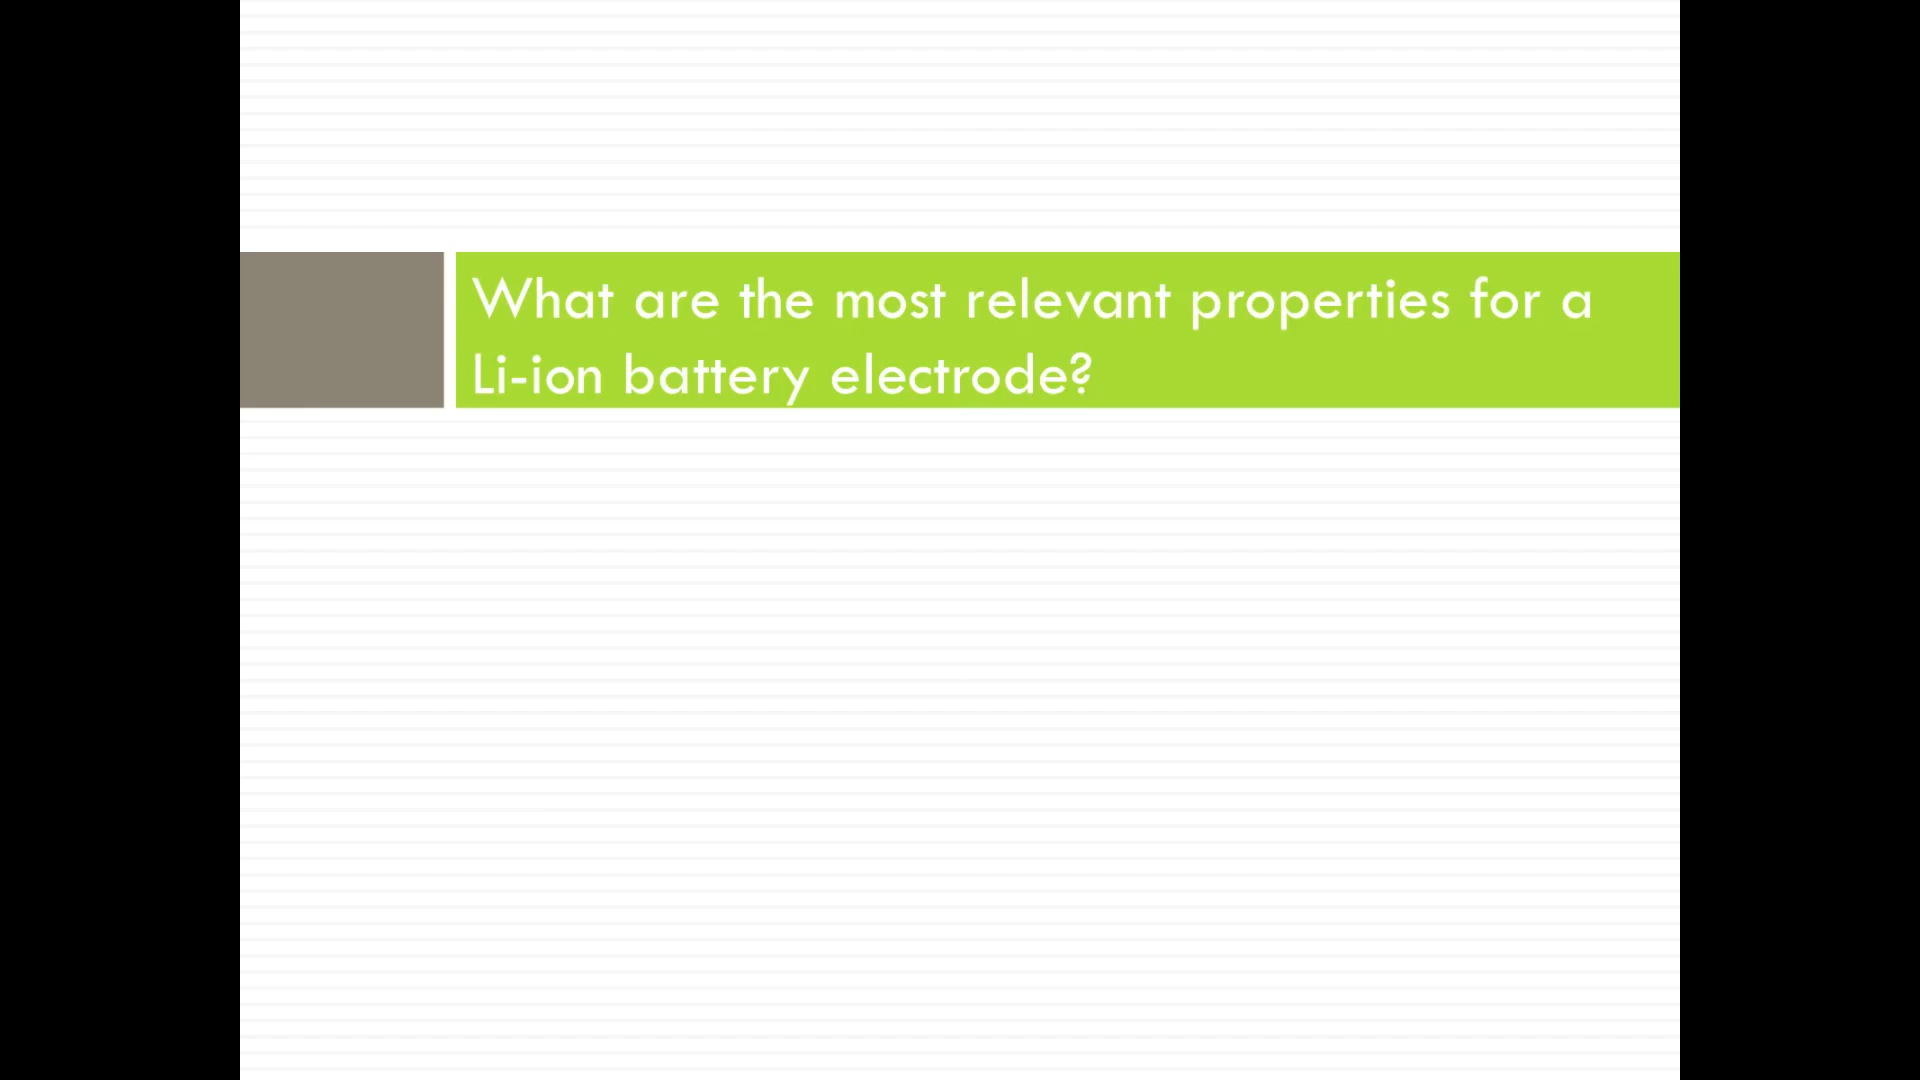 What are the most relevant properties for a
Li-ion battery electrode?